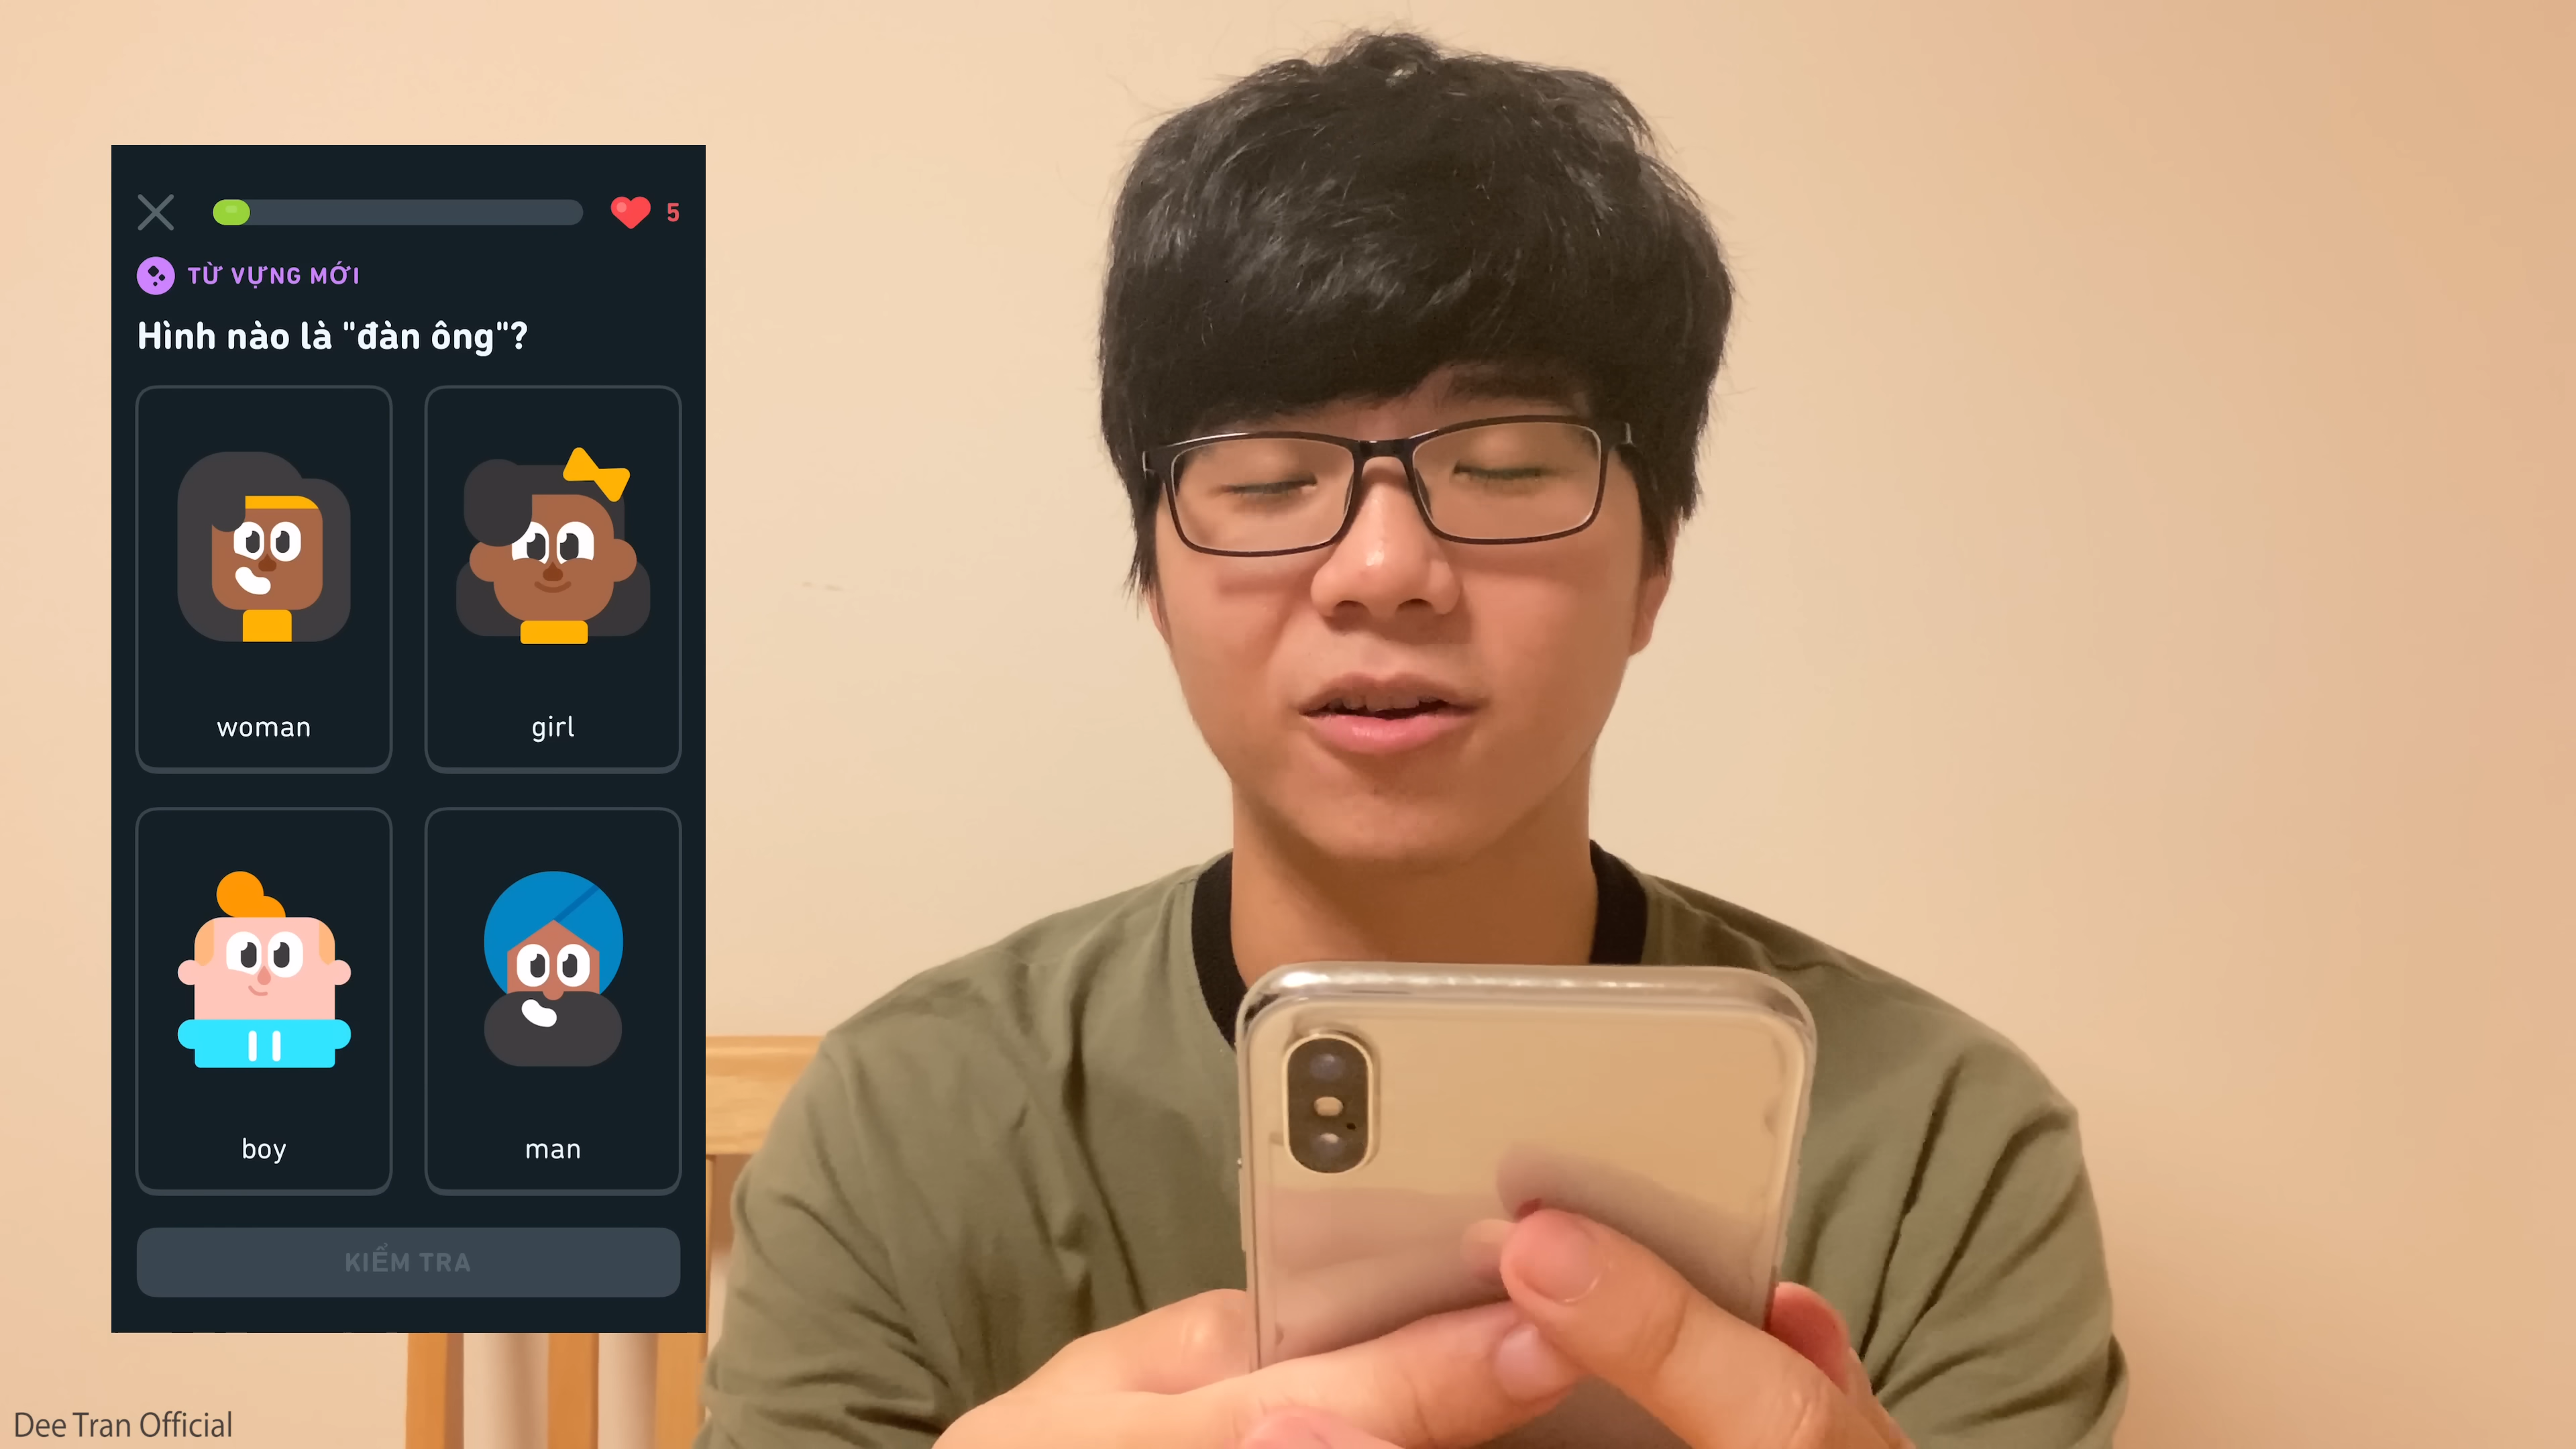 5
TỪ VỰNG MỚI
Hình nào là "đàn ông"?
woman
girl
boy
man
KIỂM TRA
Dee Tran Official